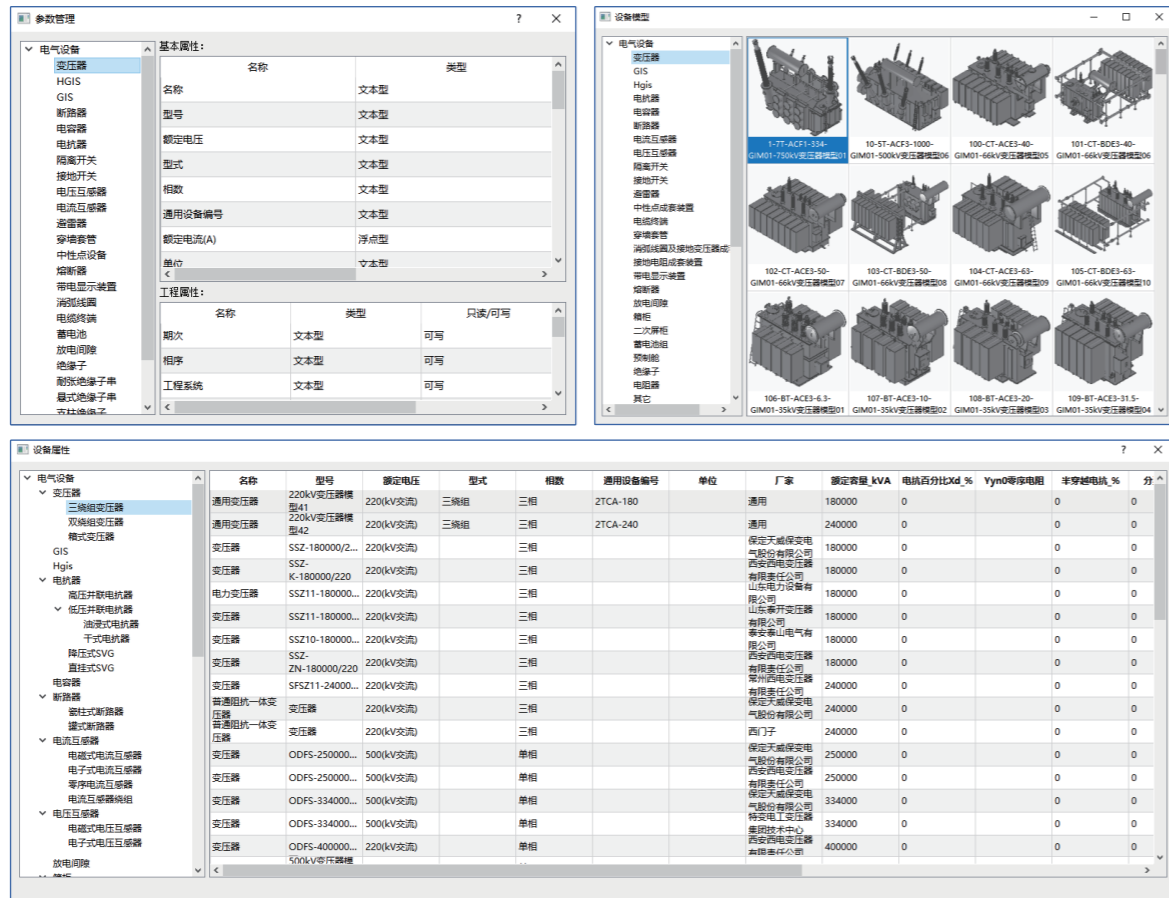 参数管理
?
电气设备
变压器
HGIS
GIS
断路器
电容器
电抗器
隔离开关
接地开关
电压互感器
电流互感器
避雷器
穿墙套管
中性点设备
熔断器
带电显示装置
消弧线圈
电缆终端
蓄电池
放电间隙
绝缘子
耐张绝缘子串
悬式绝缘子串
支柱绝缘子
基本属性：
名称 类型
名称 文本型
型号 文本型
额定电压 文本型
型式 文本型
相数 文本型
通用设备编号 文本型
额定电流(A) 浮点型
单位 文本型
工程属性：
名称 类型 只读/可写
期次 文本型 可写
相序 文本型 可写
工程系统 文本型 可写
设备模型
电气设备
变压器
GIS
Hgis
电抗器
电容器
断路器
电流互感器
电压互感器
隔离开关
接地开关
避雷器
中性点成套装置
电缆终端
穿墙套管
消弧线圈及接地变压器成
接地电阻成套装置
带电显示装置
熔断器
放电间隙
箱柜
二次屏柜
蓄电池组
预制舱
绝缘子
电阻器
其它
1-7T-ACF1-334-
GIM01-750kV变压器模型01
10-5T-ACF3-1000-
GIM01-500kV变压器模型06
100-CT-ACE3-40-
GIM01-66kV变压器模型05
101-CT-BDE3-40-
GIM01-66kV变压器模型06
102-CT-ACE3-50-
GIM01-66kV变压器模型07
103-CT-BDE3-50-
GIM01-66kV变压器模型08
104-CT-ACE3-63-
GIM01-66kV变压器模型09
105-CT-BDE3-63-
GIM01-66kV变压器模型10
106-BT-ACE3-6.3-
GIM01-35kV变压器模型01
107-BT-ACE3-10-
GIM01-35kV变压器模型02
108-BT-ACE3-20-
GIM01-35kV变压器模型03
109-BT-ACE3-31.5-
GIM01-35kV变压器模型04
设备属性
?
电气设备
变压器
三绕组变压器
双绕组变压器
箱式变压器
GIS
Hgis
电抗器
高压并联电抗器
低压并联电抗器
油浸式电抗器
干式电抗器
降压式SVG
直挂式SVG
电容器
断路器
瓷柱式断路器
罐式断路器
电流互感器
电磁式电流互感器
电子式电流互感器
零序电流互感器
电流互感器绕组
电压互感器
电磁式电压互感器
电子式电压互感器
放电间隙
名称 型号 额定电压 型式 相数 通用设备编号 单位 厂家 额定容量_kVA 电抗百分比Xd_% Yyn0零序电阻 半穿越电抗_% 分
通用变压器 220kV变压器模型41 220(kV交流) 三绕组 三相 2TCA-180 通用 180000 0 0 0
通用变压器 220kV变压器模型42 220(kV交流) 三绕组 三相 2TCA-240 通用 240000 0 0 0
变压器 SSZ-180000/2... 220(kV交流) 三相 保定天威保变电气股份有限公司 180000 0 0 0
变压器 SSZ-K-180000/220 220(kV交流) 三相 西安西电变压器有限责任公司 180000 0 0 0
电力变压器 SSZ11-180000... 220(kV交流) 三相 山东电力设备有限公司 180000 0 0 0
变压器 SSZ11-180000... 220(kV交流) 三相 山东泰开变压器有限公司 180000 0 0 0
变压器 SSZ10-180000... 220(kV交流) 三相 泰安泰山电气有限公司 180000 0 0 0
变压器 SSZ-ZN-180000/220 220(kV交流) 三相 西安西电变压器有限责任公司 180000 0 0 0
变压器 SFSZ11-24000... 220(kV交流) 三相 常州西电变压器有限责任公司 240000 0 0 0
普通阻抗一体变压器 变压器 220(kV交流) 三相 保定天威保变电气股份有限公司 240000 0 0 0
普通阻抗一体变压器 变压器 220(kV交流) 三相 西门子 240000 0 0 0
变压器 ODFS-250000... 500(kV交流) 单相 保定天威保变电气股份有限公司 250000 0 0 0
变压器 ODFS-250000... 500(kV交流) 单相 西安西电变压器有限责任公司 250000 0 0 0
变压器 ODFS-334000... 500(kV交流) 单相 保定天威保变电气股份有限公司 334000 0 0 0
变压器 ODFS-334000... 500(kV交流) 单相 特变电工变压器集团技术中心 334000 0 0 0
变压器 ODFS-400000... 220(kV交流) 单相 西安西电变压器有限责任公司 400000 0 0 0
500kV变压器模